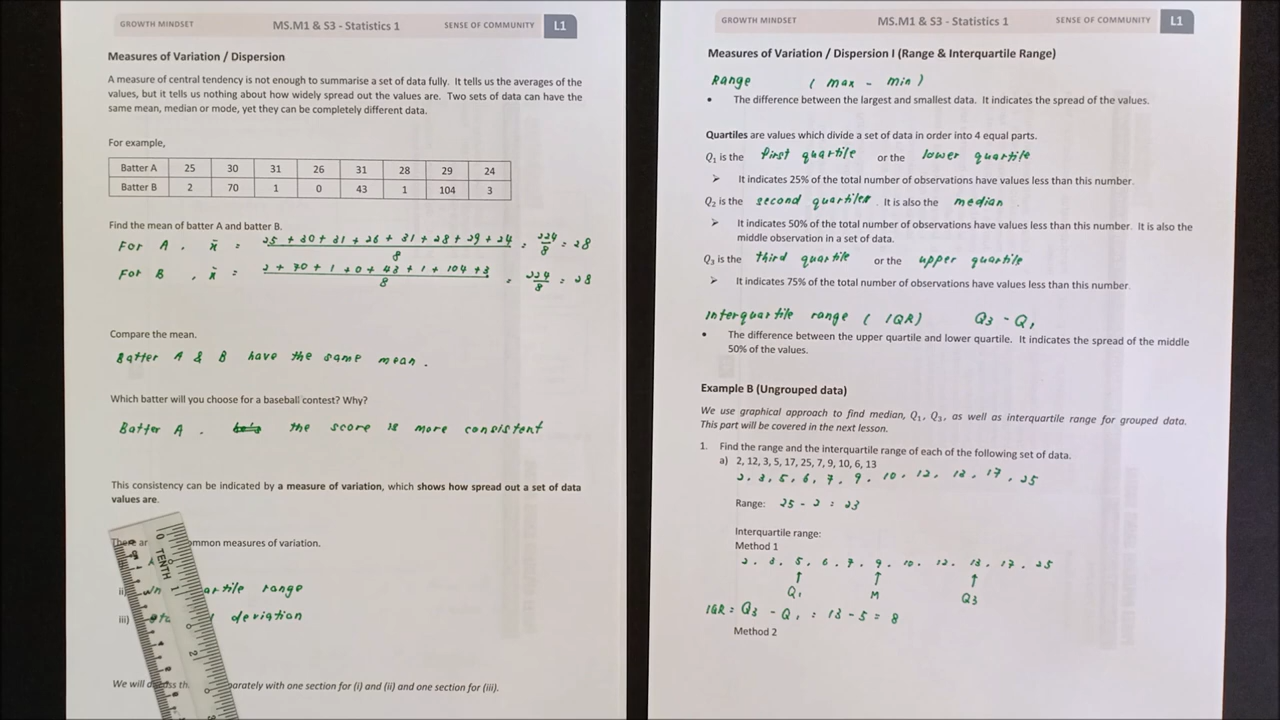 GROWTH MINDSET MS.M1 & S3 - Statistics 1 SENSE OF COMMUNITY L1
Measures of Variation / Dispersion
A measure of central tendency is not enough to summarise a set of data fully. It tells us the averages of the
values, but it tells us nothing about how widely spread out the values are. Two sets of data can have the
same mean, median or mode, yet they can be completely different data.
For example,
Batter A 25 30 31 26 31 28 29 24
Batter B 2 70 1 0 43 1 104 3
Find the mean of batter A and batter B.
For A , x̄ = 25 + 30 + 31 + 26 + 31 + 28 + 29 + 24 / 8 = 224/8 = 28
For B , x̄ = 2 + 70 + 1 + 0 + 43 + 1 + 104 + 3 / 8 = 224/8 = 28
Compare the mean.
Batter A & B have the same mean .
Which batter will you choose for a baseball contest? Why?
Batter A . the score is more consistent
This consistency can be indicated by a measure of variation, which shows how spread out a set of data
values are.
There ommon measures of variation.
ii) artile range
iii) deviation
We will parately with one section for (i) and (ii) and one section for (iii).
GROWTH MINDSET MS.M1 & S3 - Statistics 1 SENSE OF COMMUNITY L1
Measures of Variation / Dispersion I (Range & Interquartile Range)
Range ( max - min )
• The difference between the largest and smallest data. It indicates the spread of the values.
Quartiles are values which divide a set of data in order into 4 equal parts.
Q₁ is the first quartile or the lower quartile
➢ It indicates 25% of the total number of observations have values less than this number.
Q₂ is the second quartiles . It is also the median
➢ It indicates 50% of the total number of observations have values less than this number. It is also the
middle observation in a set of data.
Q₃ is the third quartile or the upper quartile
➢ It indicates 75% of the total number of observations have values less than this number.
Interquartile range ( IQR) Q₃ - Q₁
• The difference between the upper quartile and lower quartile. It indicates the spread of the middle
50% of the values.
Example B (Ungrouped data)
We use graphical approach to find median, Q₁, Q₃, as well as interquartile range for grouped data.
This part will be covered in the next lesson.
1. Find the range and the interquartile range of each of the following set of data.
a) 2, 12, 3, 5, 17, 25, 7, 9, 10, 6, 13
2, 3, 5, 6, 7, 9, 10, 12, 13, 17, 25
Range: 25 - 2 = 23
Interquartile range:
Method 1
2, 3, 5, 6, 7, 9, 10, 12, 13, 17, 25
Q₁ M Q₃
IQR = Q₃ - Q₁ = 13 - 5 = 8
Method 2
0 TENTH 1 2 3